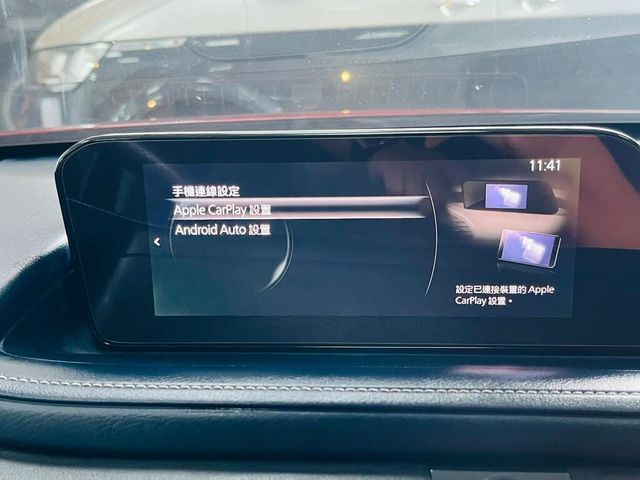 11:41
手機連線設定
Apple CarPlay 設置
Android Auto 設置
設定已連接裝置的 Apple
CarPlay 設置。